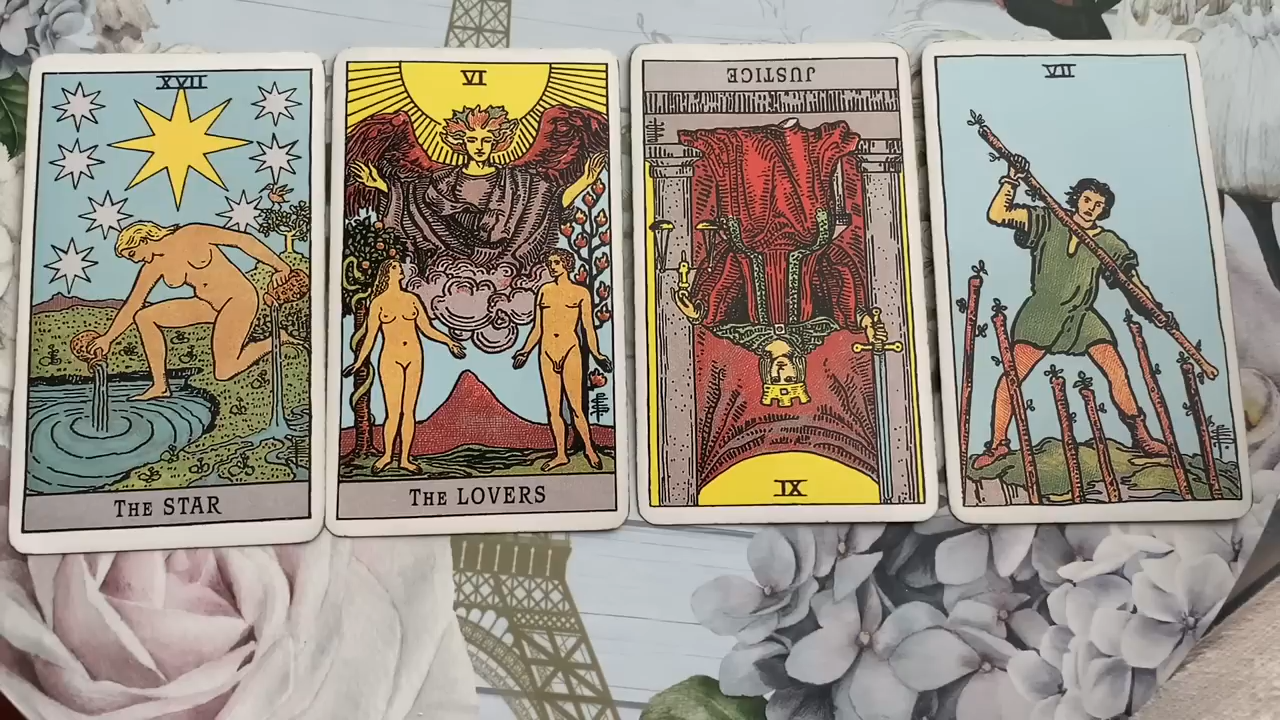 XVII
THE STAR
VI
THE LOVERS
JUSTICE
XI
VII